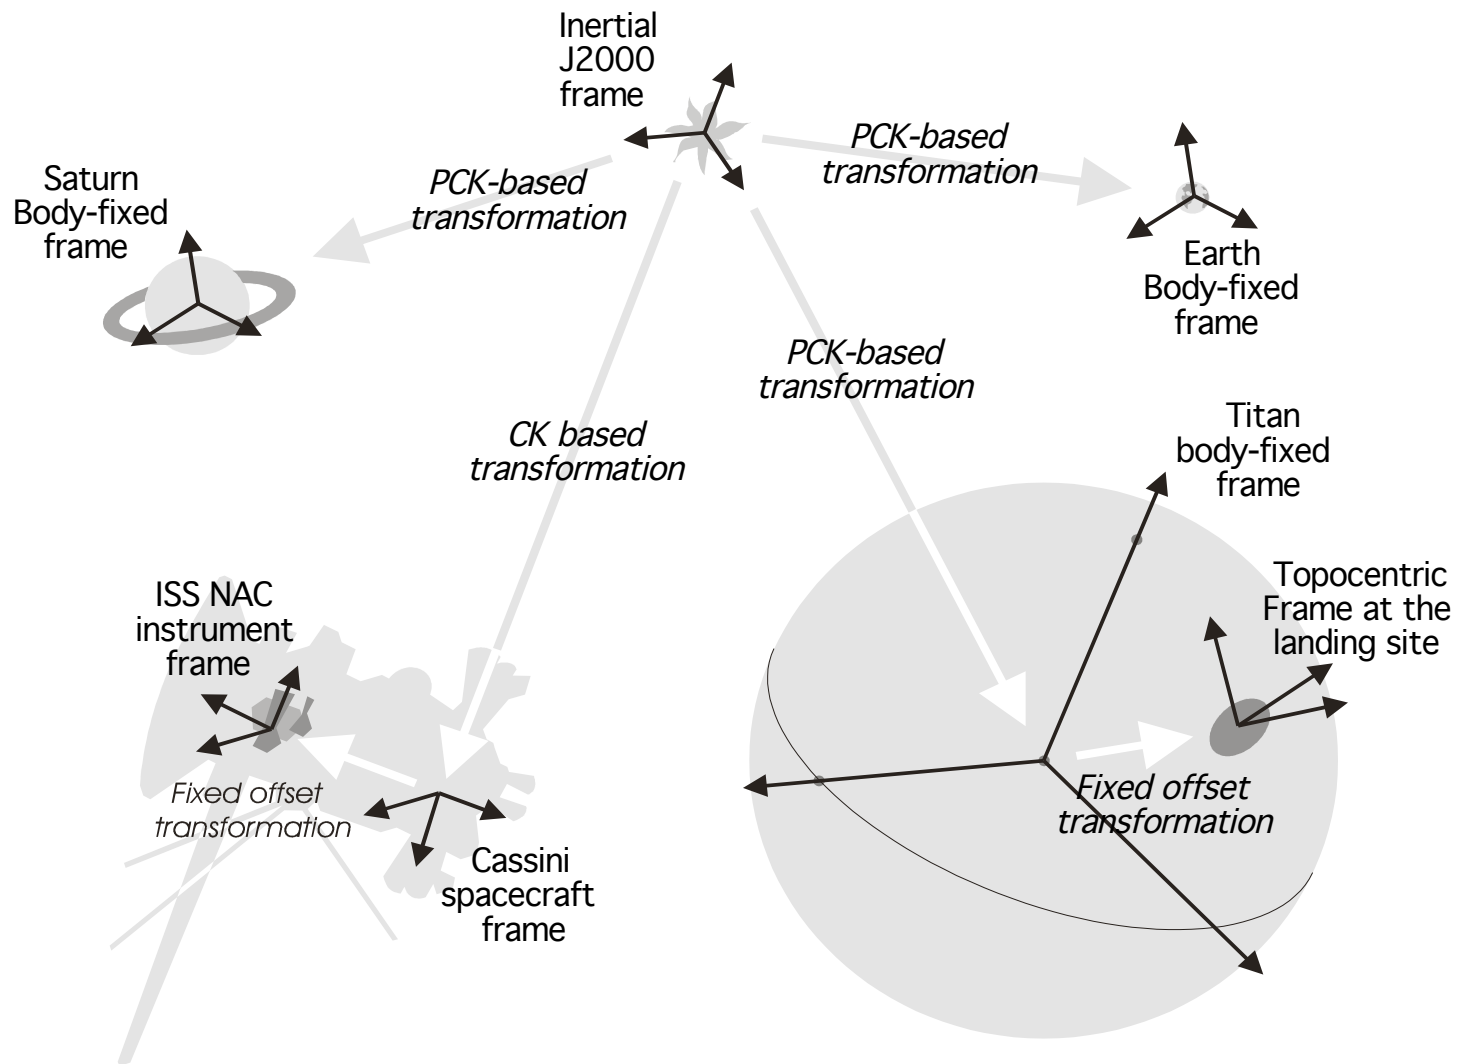 Inertial
J2000
frame
PCK-based
transformation
PCK-based
transformation
Saturn
Body-fixed
frame
Earth
Body-fixed
frame
PCK-based
transformation
CK based
transformation
Titan
body-fixed
frame
ISS NAC
instrument
frame
Topocentric
Frame at the
landing site
Fixed offset
transformation
Fixed offset
transformation
Cassini
spacecraft
frame